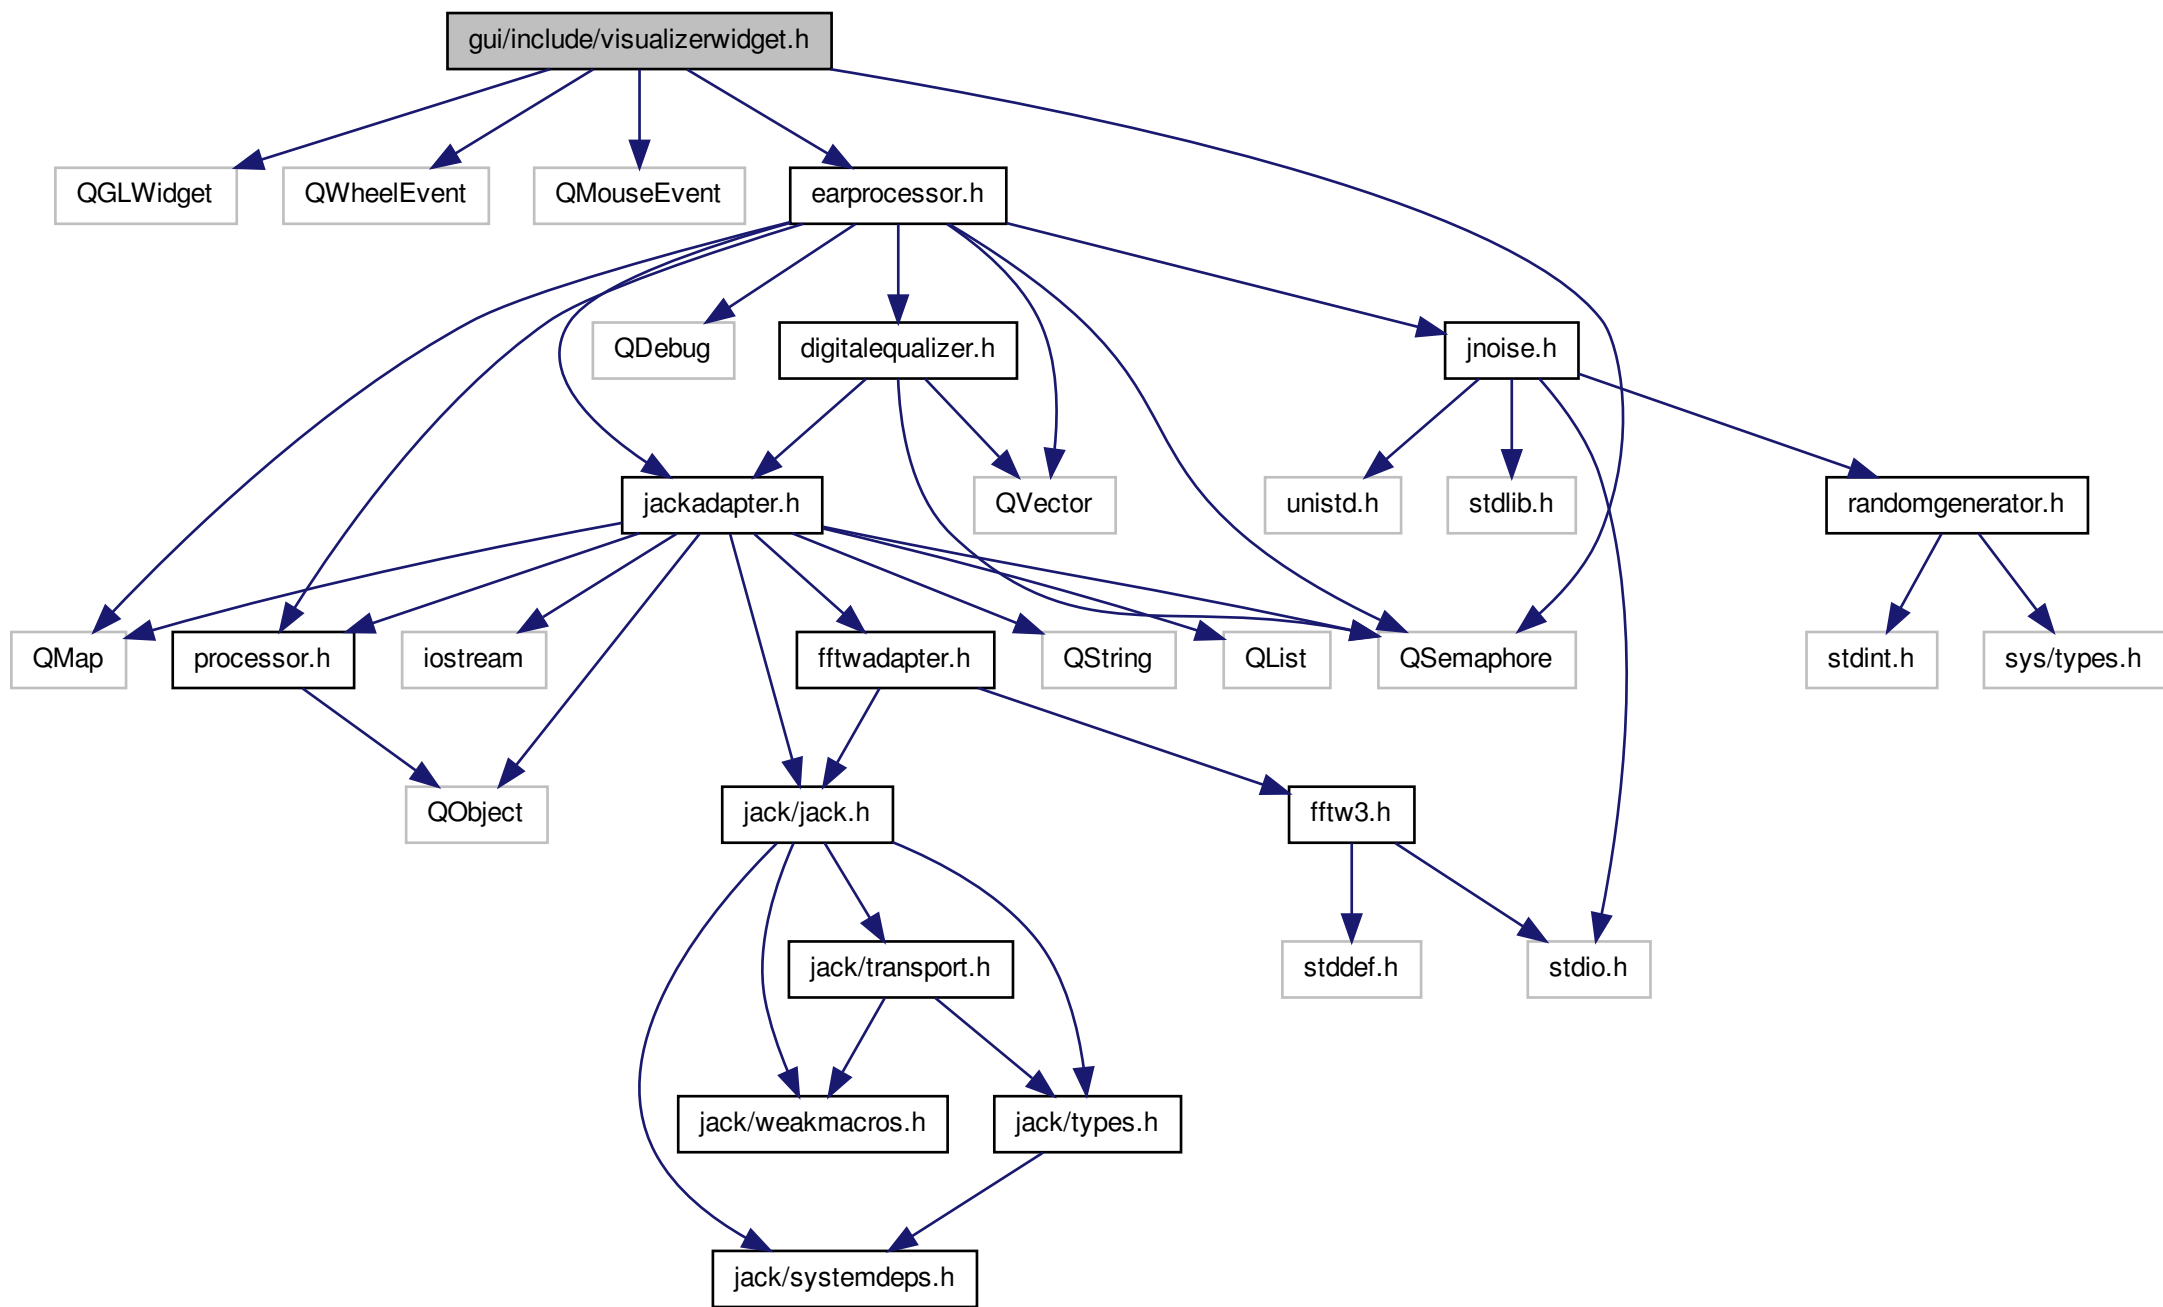 gui/include/visualizerwidget.h
QGLWidget
QWheelEvent
QMouseEvent
earprocessor.h
QDebug
digitalequalizer.h
jnoise.h
jackadapter.h
QVector
unistd.h
stdlib.h
randomgenerator.h
QMap
processor.h
iostream
fftwadapter.h
QString
QList
QSemaphore
stdint.h
sys/types.h
QObject
jack/jack.h
fftw3.h
jack/transport.h
stddef.h
stdio.h
jack/weakmacros.h
jack/types.h
jack/systemdeps.h